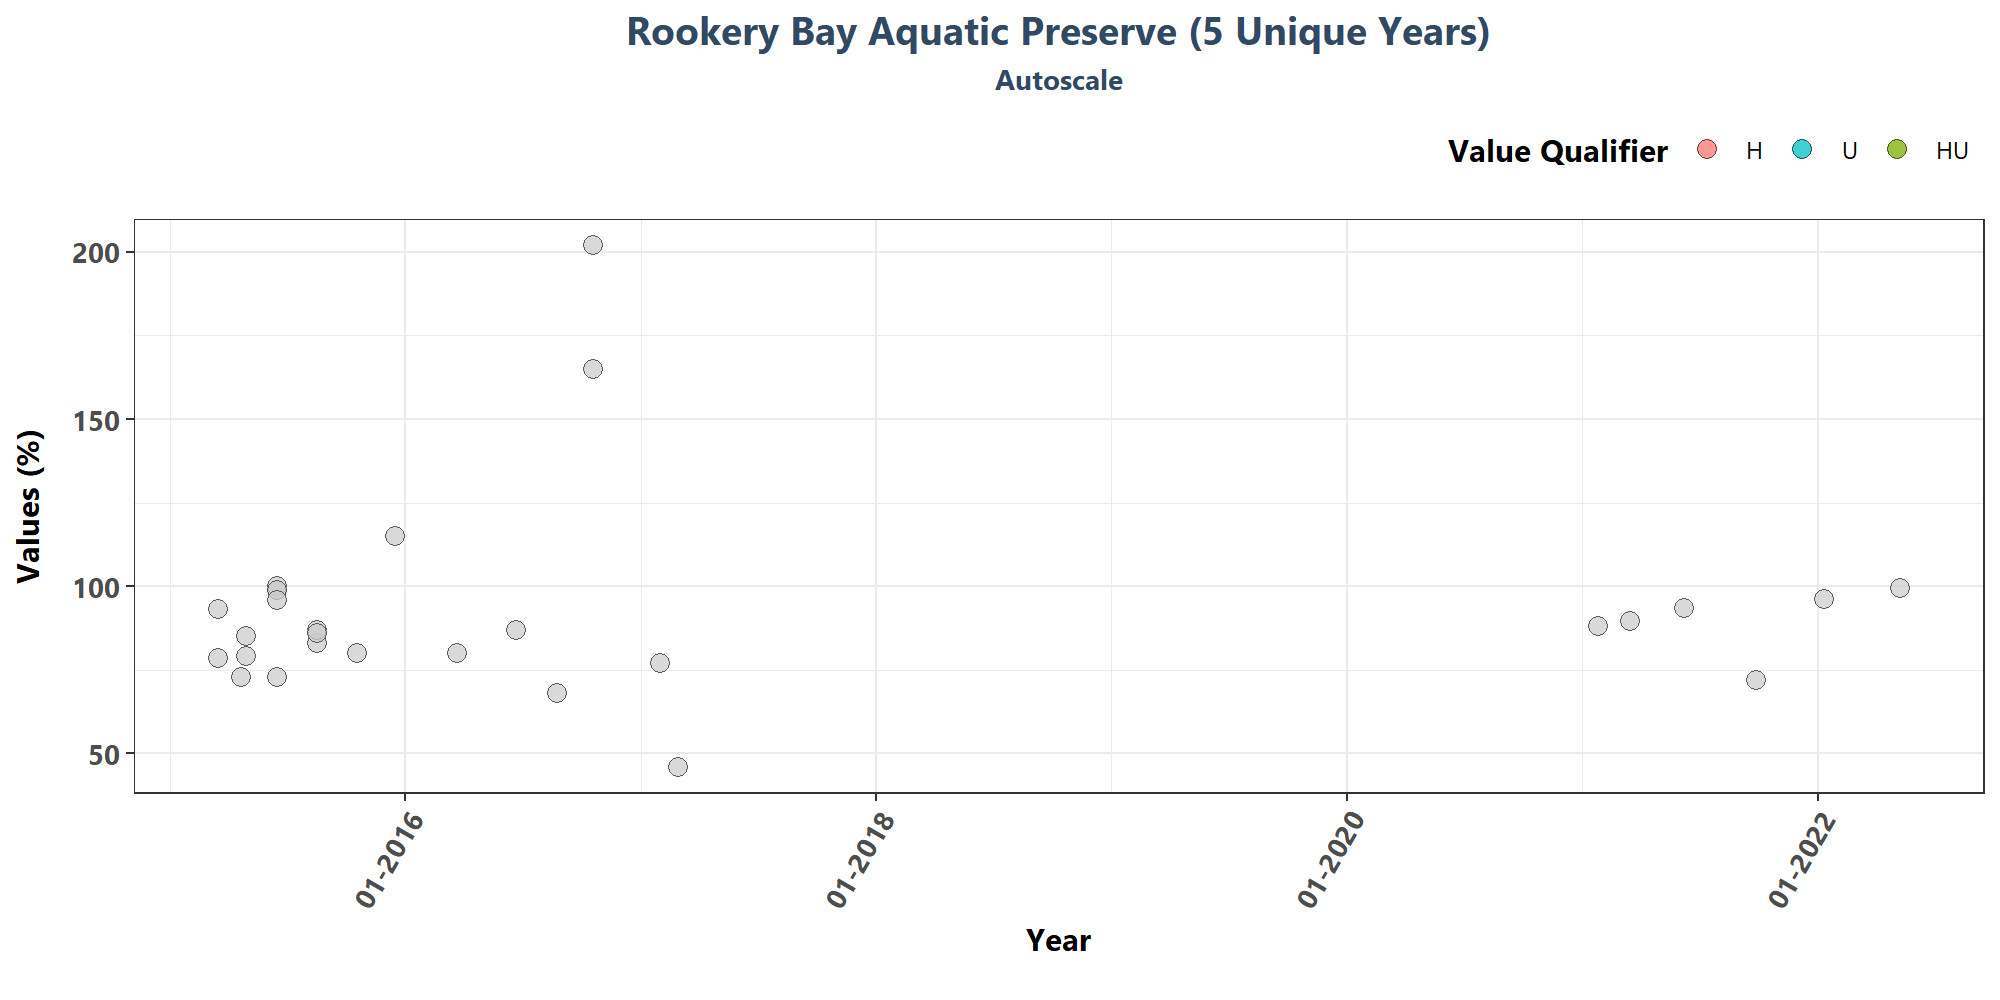 Rookery Bay Aquatic Preserve (5 Unique Years)
Autoscale
Value Qualifier H U HU
200
150
100
50
Values (%)
01-2016 01-2018 01-2020 01-2022
Year